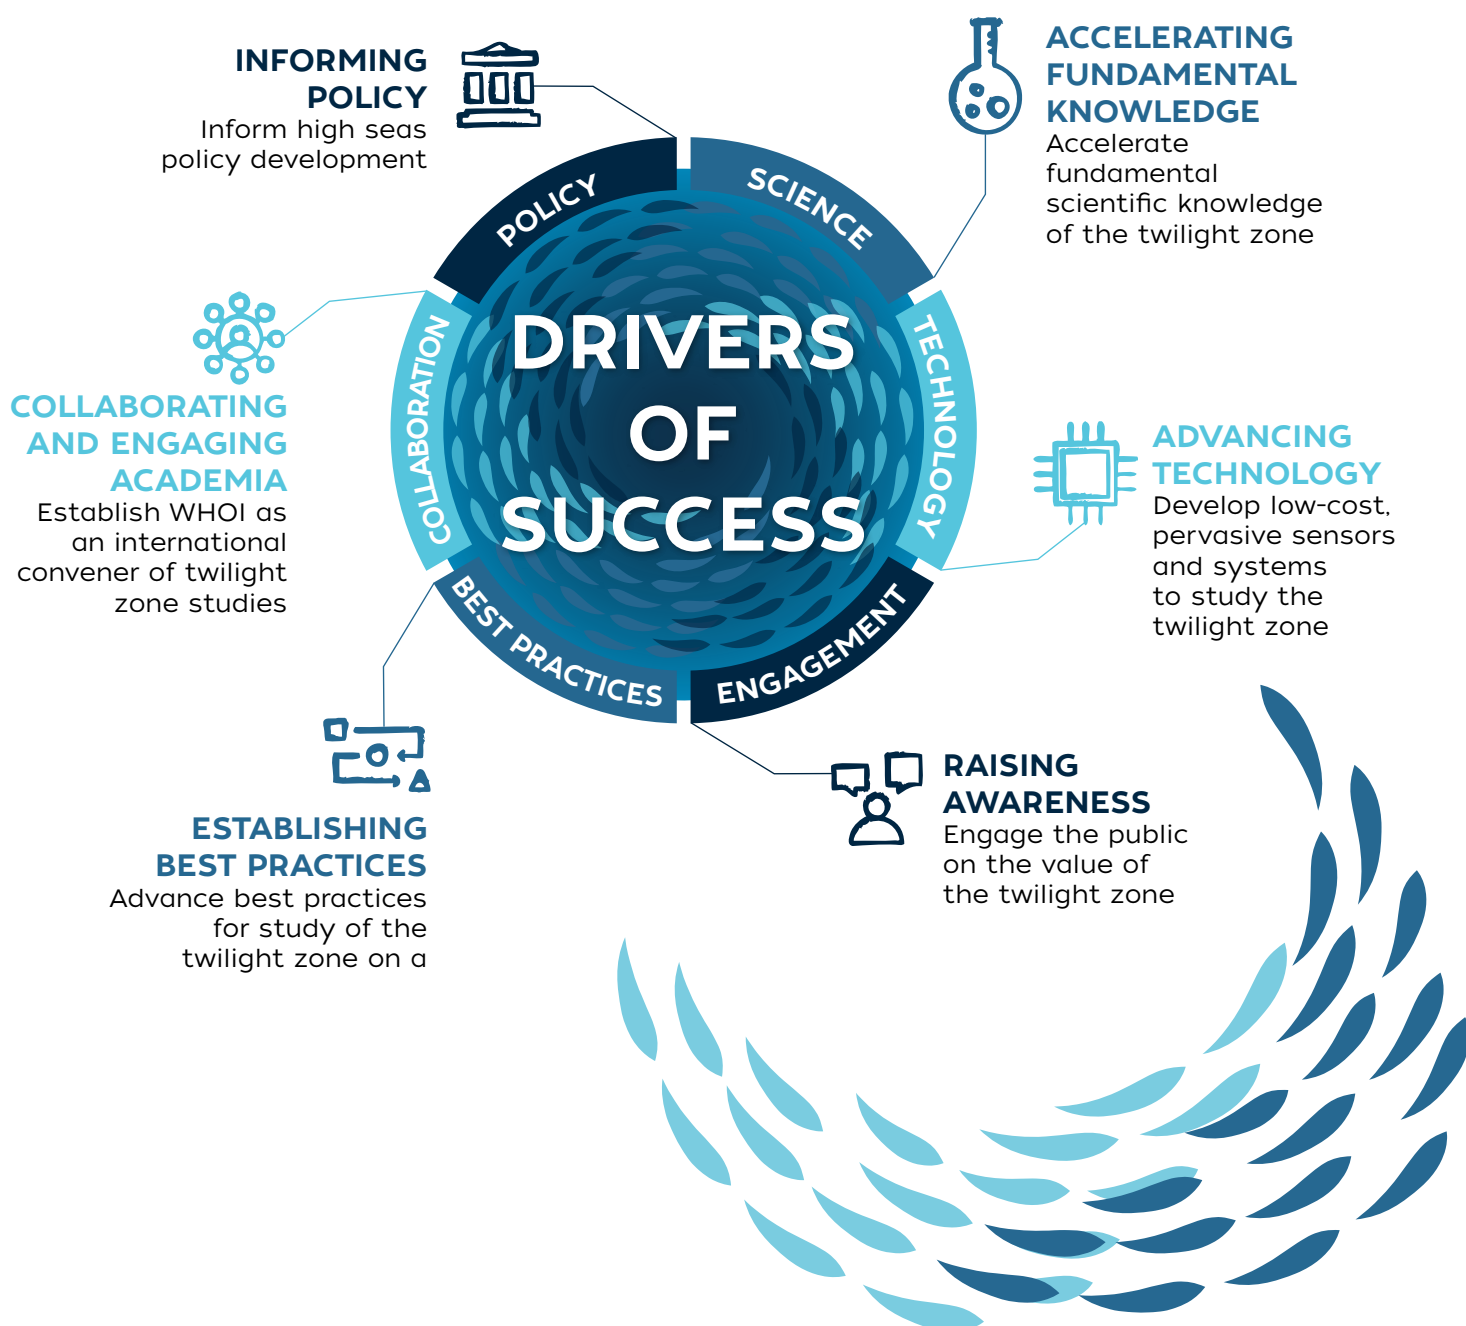 INFORMING
POLICY
Inform high seas
policy development
ACCELERATING
FUNDAMENTAL
KNOWLEDGE
Accelerate
fundamental
scientific knowledge
of the twilight zone
POLICY
SCIENCE
COLLABORATION
TECHNOLOGY
BEST PRACTICES
ENGAGEMENT
DRIVERS
OF
SUCCESS
COLLABORATING
AND ENGAGING
ACADEMIA
Establish WHOI as
an international
convener of twilight
zone studies
ADVANCING
TECHNOLOGY
Develop low-cost,
pervasive sensors
and systems
to study the
twilight zone
ESTABLISHING
BEST PRACTICES
Advance best practices
for study of the
twilight zone on a
RAISING
AWARENESS
Engage the public
on the value of
the twilight zone